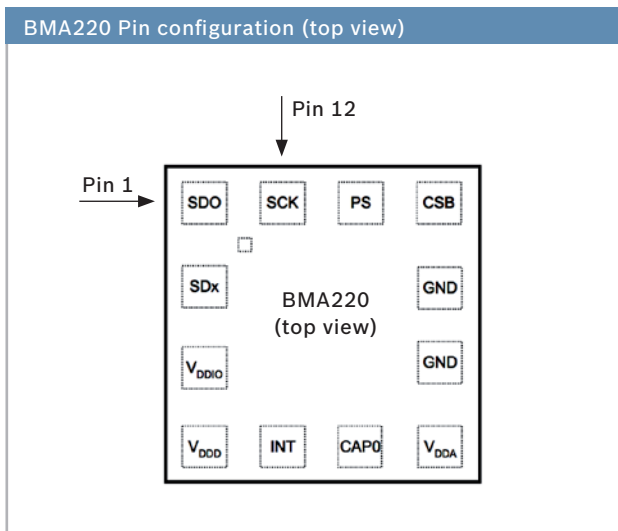 BMA220 Pin configuration (top view)
Pin 12
Pin 1
SDO SCK PS CSB
SDx GND
BMA220
(top view)
VDDIO GND
VDDD INT CAP0 VDDA